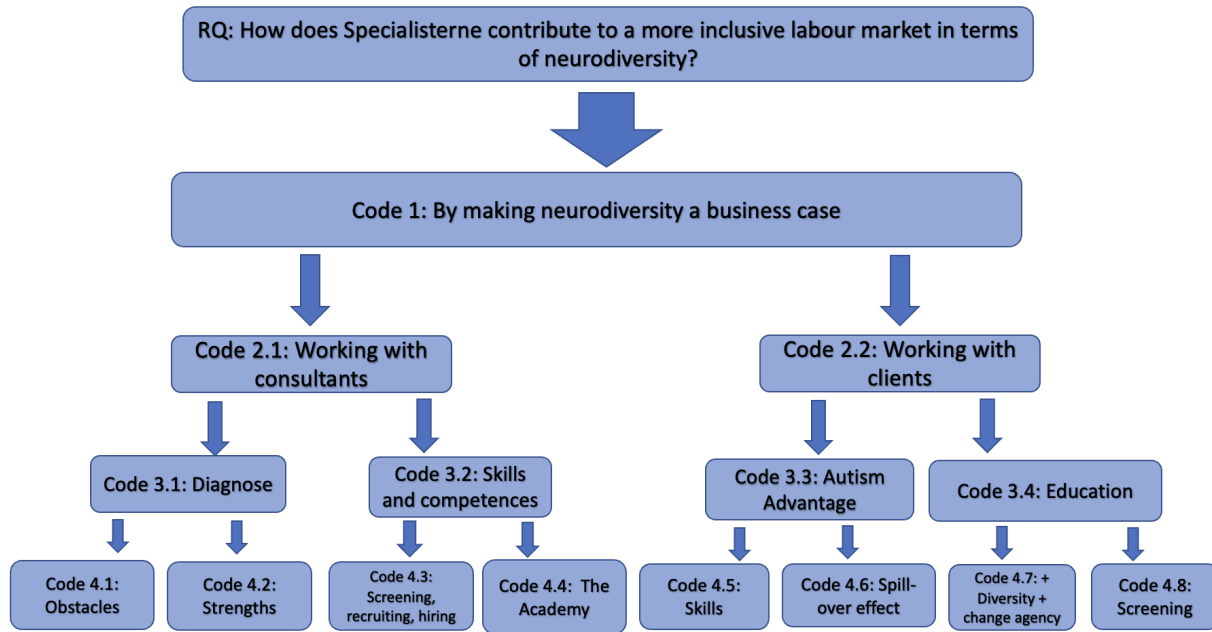 RQ: How does Specialisterne contribute to a more inclusive labour market in terms
of neurodiversity?
Code 1: By making neurodiversity a business case
Code 2.1: Working with
consultants
Code 2.2: Working with
clients
Code 3.1: Diagnose
Code 3.2: Skills
and competences
Code 3.3: Autism
Advantage
Code 3.4: Education
Code 4.1:
Obstacles
Code 4.2:
Strengths
Code 4.3:
Screening,
recruiting, hiring
Code 4.4: The
Academy
Code 4.5:
Skills
Code 4.6: Spill-
over effect
Code 4.7: +
Diversity +
change agency
Code 4.8:
Screening